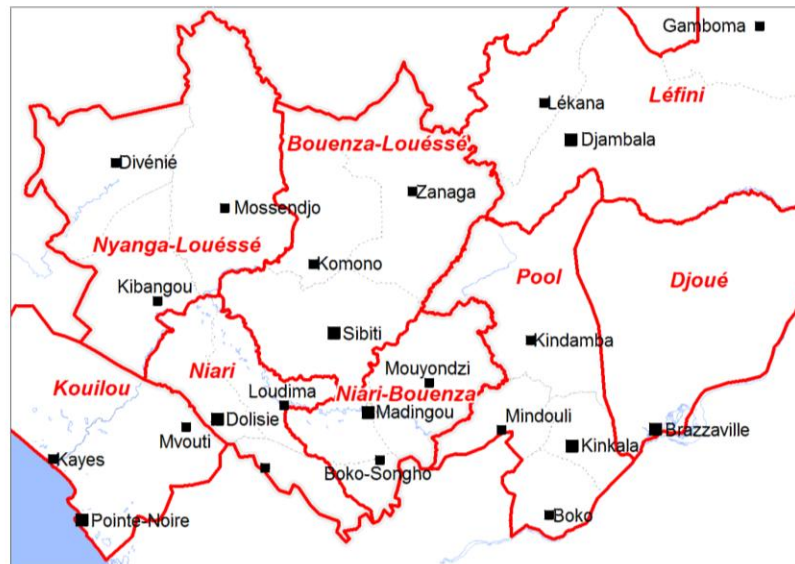 Gamboma
Léfini
Lékana
Djambala
Bouenza-Louéssé
Divénié
Zanaga
Mossendjo
Nyanga-Louéssé
Komono
Pool
Djoué
Kibangou
Sibiti
Kindamba
Niari
Mouyondzi
Kouilou
Loudima
Niari-Bouenza
Dolisie
Madingou
Mindouli
Mvouti
Brazzaville
Kinkala
Kayes
Boko-Songho
Pointe-Noire
Boko